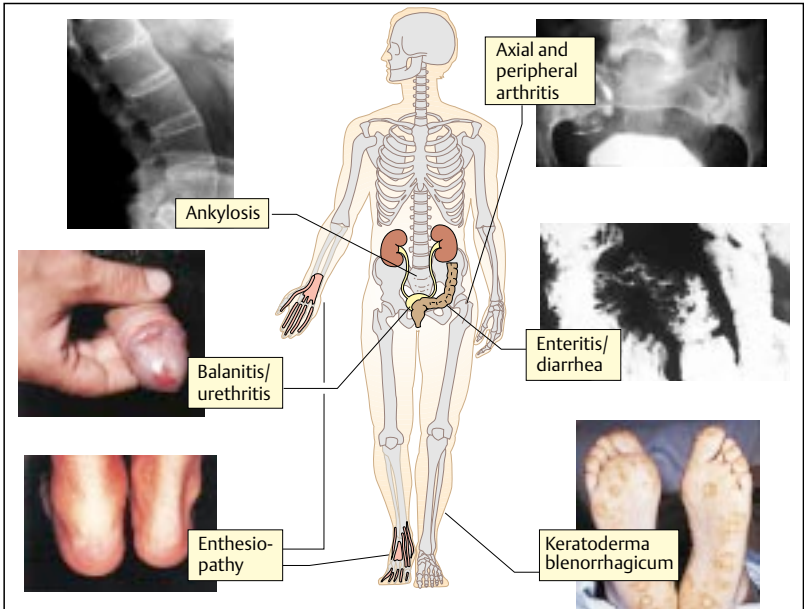 Axial and
peripheral
arthritis
Ankylosis
Balanitis/
urethritis
Enteritis/
diarrhea
Enthesio-
pathy
Keratoderma
blenorrhagicum